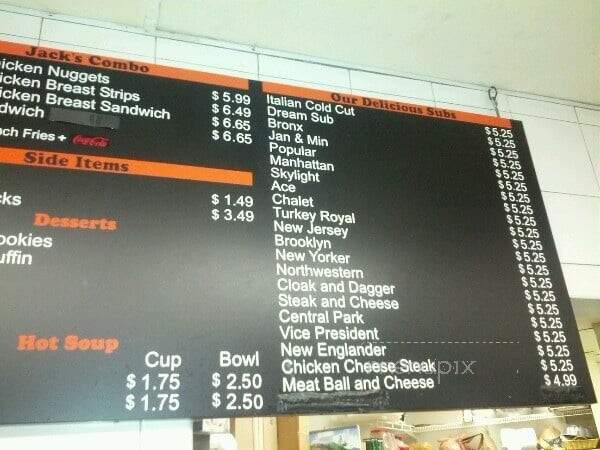 Jack's Combo
icken Nuggets $5.99
icken Breast Strips $6.49
icken Breast Sandwich $6.65
dwich $6.65
ch Fries + Coca-Cola
Side Items
$1.49
cks $3.49
Desserts
ookies
uffin
Hot Soup
Cup Bowl
$1.75 $2.50
$1.75 $2.50
Our Delicious Subs
Italian Cold Cut $5.25
Dream Sub $5.25
Bronx $5.25
Jan & Min $5.25
Popular $5.25
Manhattan $5.25
Skylight $5.25
Ace $5.25
Chalet $5.25
Turkey Royal $5.25
New Jersey $5.25
Brooklyn $5.25
New Yorker $5.25
Northwestern $5.25
Cloak and Dagger $5.25
Steak and Cheese $5.25
Central Park $5.25
Vice President $5.25
New Englander $5.25
Chicken Cheese Steak $5.25
Meat Ball and Cheese $4.99